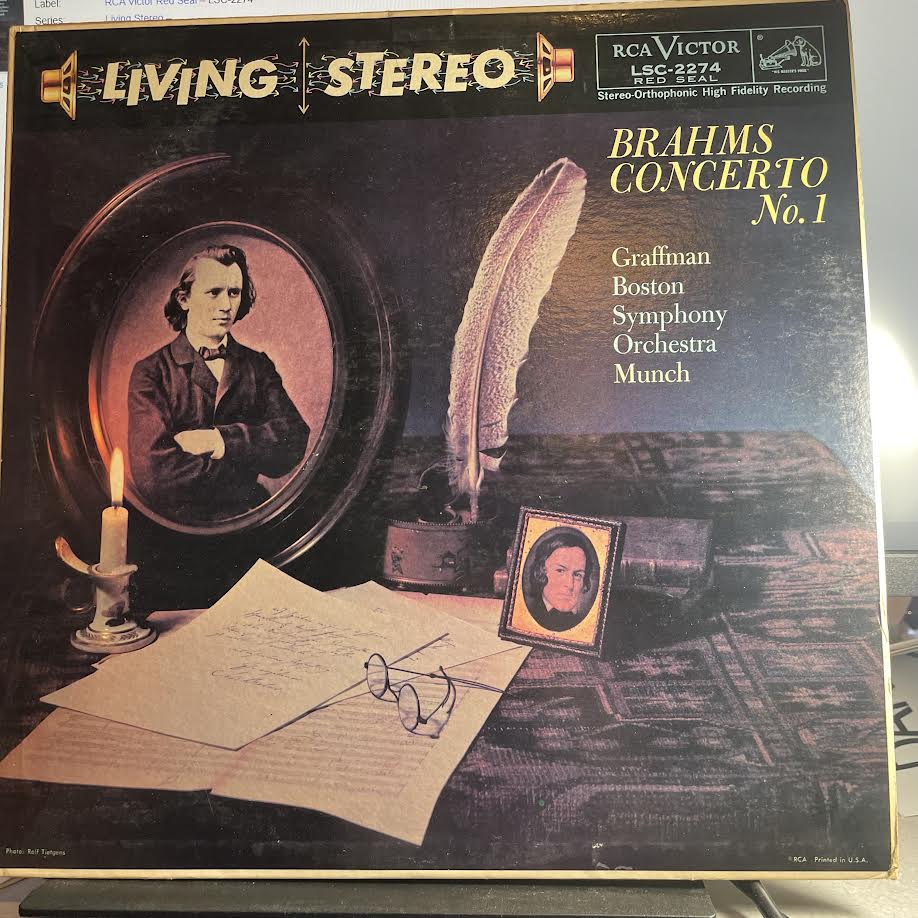 Label:
RCA Victor Red Seal – LSC-2274
Series:
Living Stereo –
LIVING STEREO
RCA VICTOR
LSC-2274
RED SEAL
"HIS MASTER'S VOICE"
Stereo-Orthophonic High Fidelity Recording
BRAHMS
CONCERTO
No. 1
Graffman
Boston
Symphony
Orchestra
Munch
Photo: Rolf Tietgens
© RCA Printed in U.S.A.